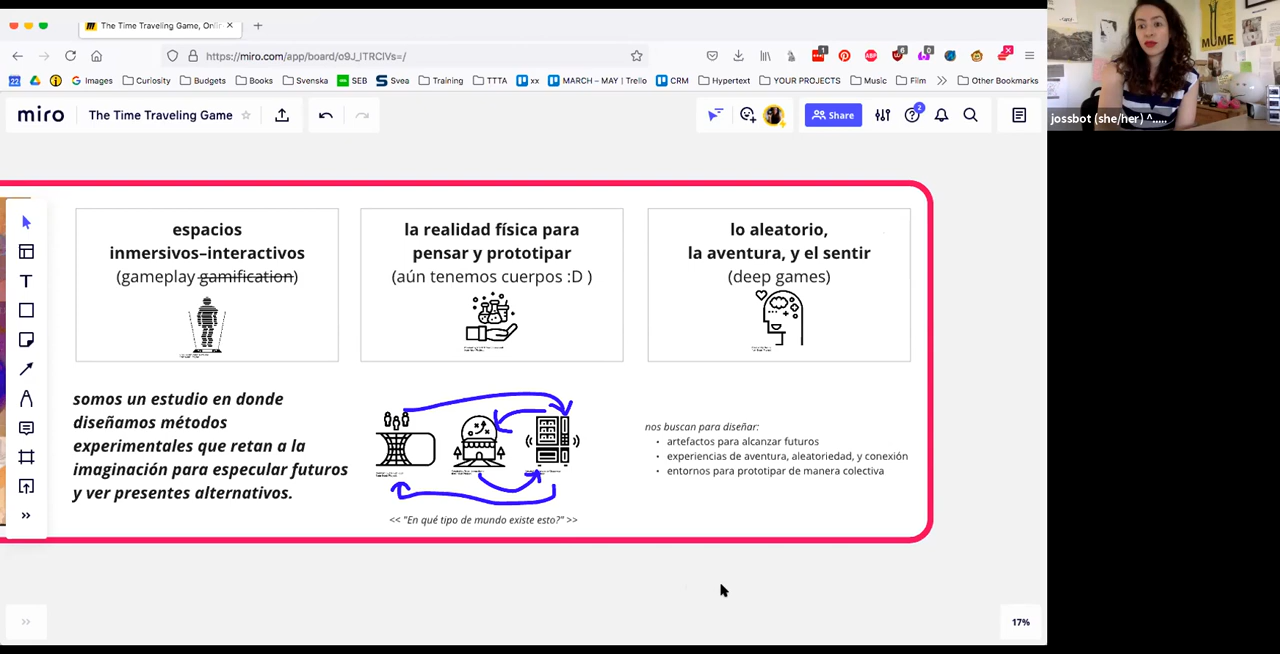 The Time Traveling Game, Onli
https://miro.com/app/board/o9J_lTRClVs=/
22
Images
Curiosity
Budgets
Books
Svenska
SEB
Svea
Training
TTTA
xx
MARCH – MAY | Trello
CRM
Hypertext
YOUR PROJECTS
Music
Film
Other Bookmarks
miro
The Time Traveling Game
Share
2
MUME
jossbot (she/her) ^.....
espacios
inmersivos–interactivos
(gameplay gamification)
la realidad física para
pensar y prototipar
(aún tenemos cuerpos :D )
lo aleatorio,
la aventura, y el sentir
(deep games)
somos un estudio en donde
diseñamos métodos
experimentales que retan a la
imaginación para especular futuros
y ver presentes alternativos.
<< "En qué tipo de mundo existe esto?" >>
nos buscan para diseñar:
• artefactos para alcanzar futuros
• experiencias de aventura, aleatoriedad, y conexión
• entornos para prototipar de manera colectiva
17%